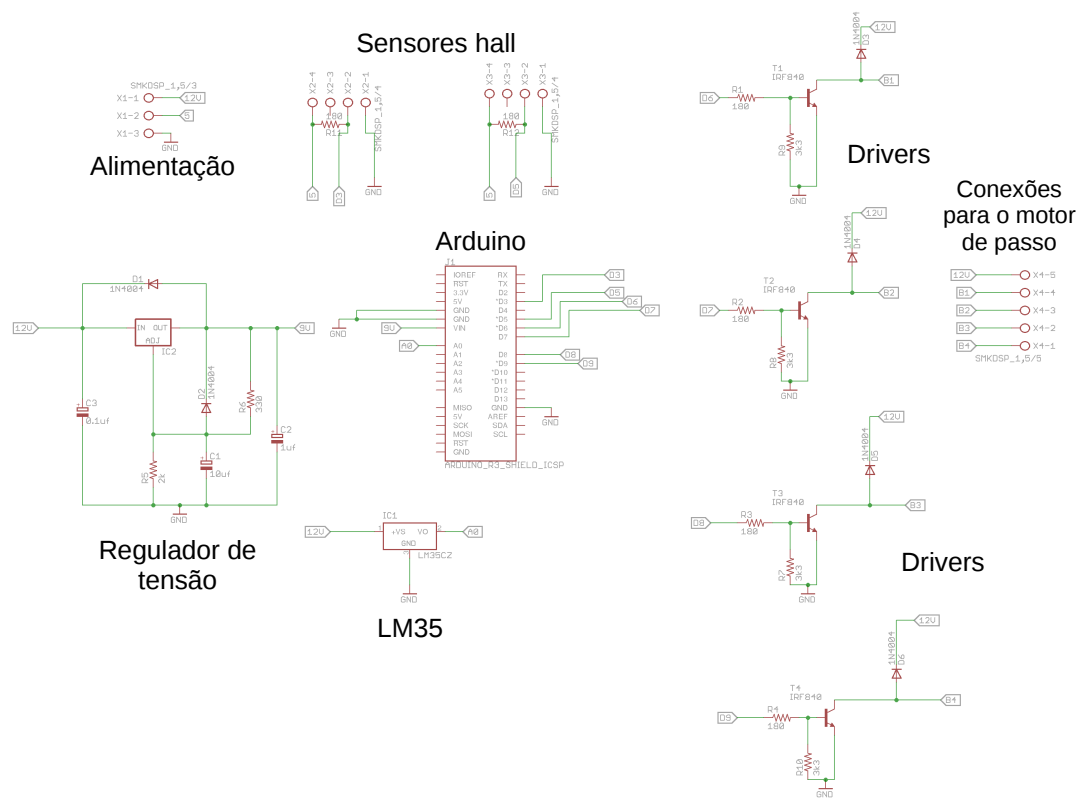 Sensores hall
SMKDSP_1,5/3
X1-1
12V
X1-2
5
X1-3
GND
Alimentação
X2-4
X2-3
X2-2
X2-1
SMKDSP_1,5/4
180
R11
5
D3
GND
X3-4
X3-3
X3-2
X3-1
SMKDSP_1,5/4
180
R12
5
D5
GND
12V
1N4004
D3
T1
IRF840
B1
D6
R1
180
R9
3k3
GND
Drivers
Conexões
para o motor
de passo
12V
X4-5
B1
X4-4
B2
X4-3
B3
X4-2
B4
X4-1
SMKDSP_1,5/5
12V
1N4004
D4
T2
IRF840
B2
D7
R2
180
R8
3k3
GND
Arduino
J1
IOREF
RST
3.3V
5V
GND
GND
VIN
A0
A1
A2
A3
A4
A5
MISO
5V
SCK
MOSI
RST
GND
RX
TX
D2
*D3
D4
*D5
*D6
D7
D8
*D9
*D10
*D11
D12
D13
GND
AREF
SDA
SCL
ARDUINO_R3_SHIELD_ICSP
GND
9V
A0
D3
D5
D6
D7
D8
D9
GND
D1
1N4004
12V
IN
OUT
ADJ
IC2
9V
D2
1N4004
R6
330
C3
0.1uf
C2
1uf
R5
2k
C1
10uf
GND
Regulador de
tensão
IC1
12V
1
+VS
VO
2
A0
GND
3
LM35CZ
GND
LM35
12V
1N4004
D5
T3
IRF840
B3
D8
R3
180
R7
3k3
GND
Drivers
12V
1N4004
D6
T4
IRF840
B4
D9
R4
180
R10
3k3
GND